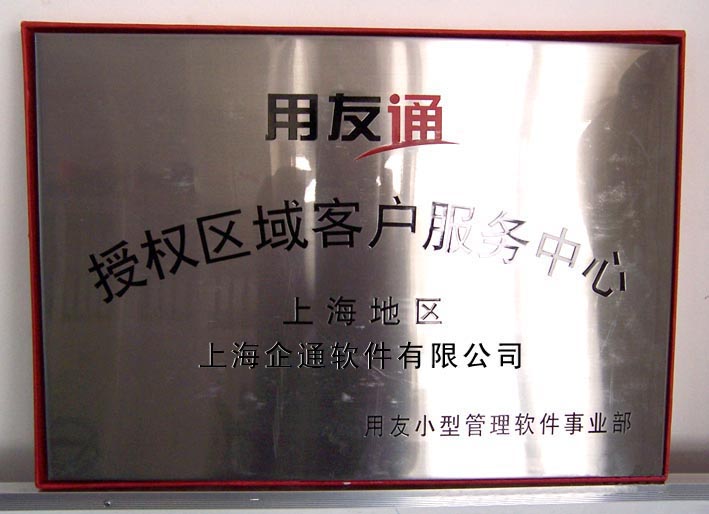 用友通
授权区域客户服务中心
上海地区
上海企通软件有限公司
用友小型管理软件事业部